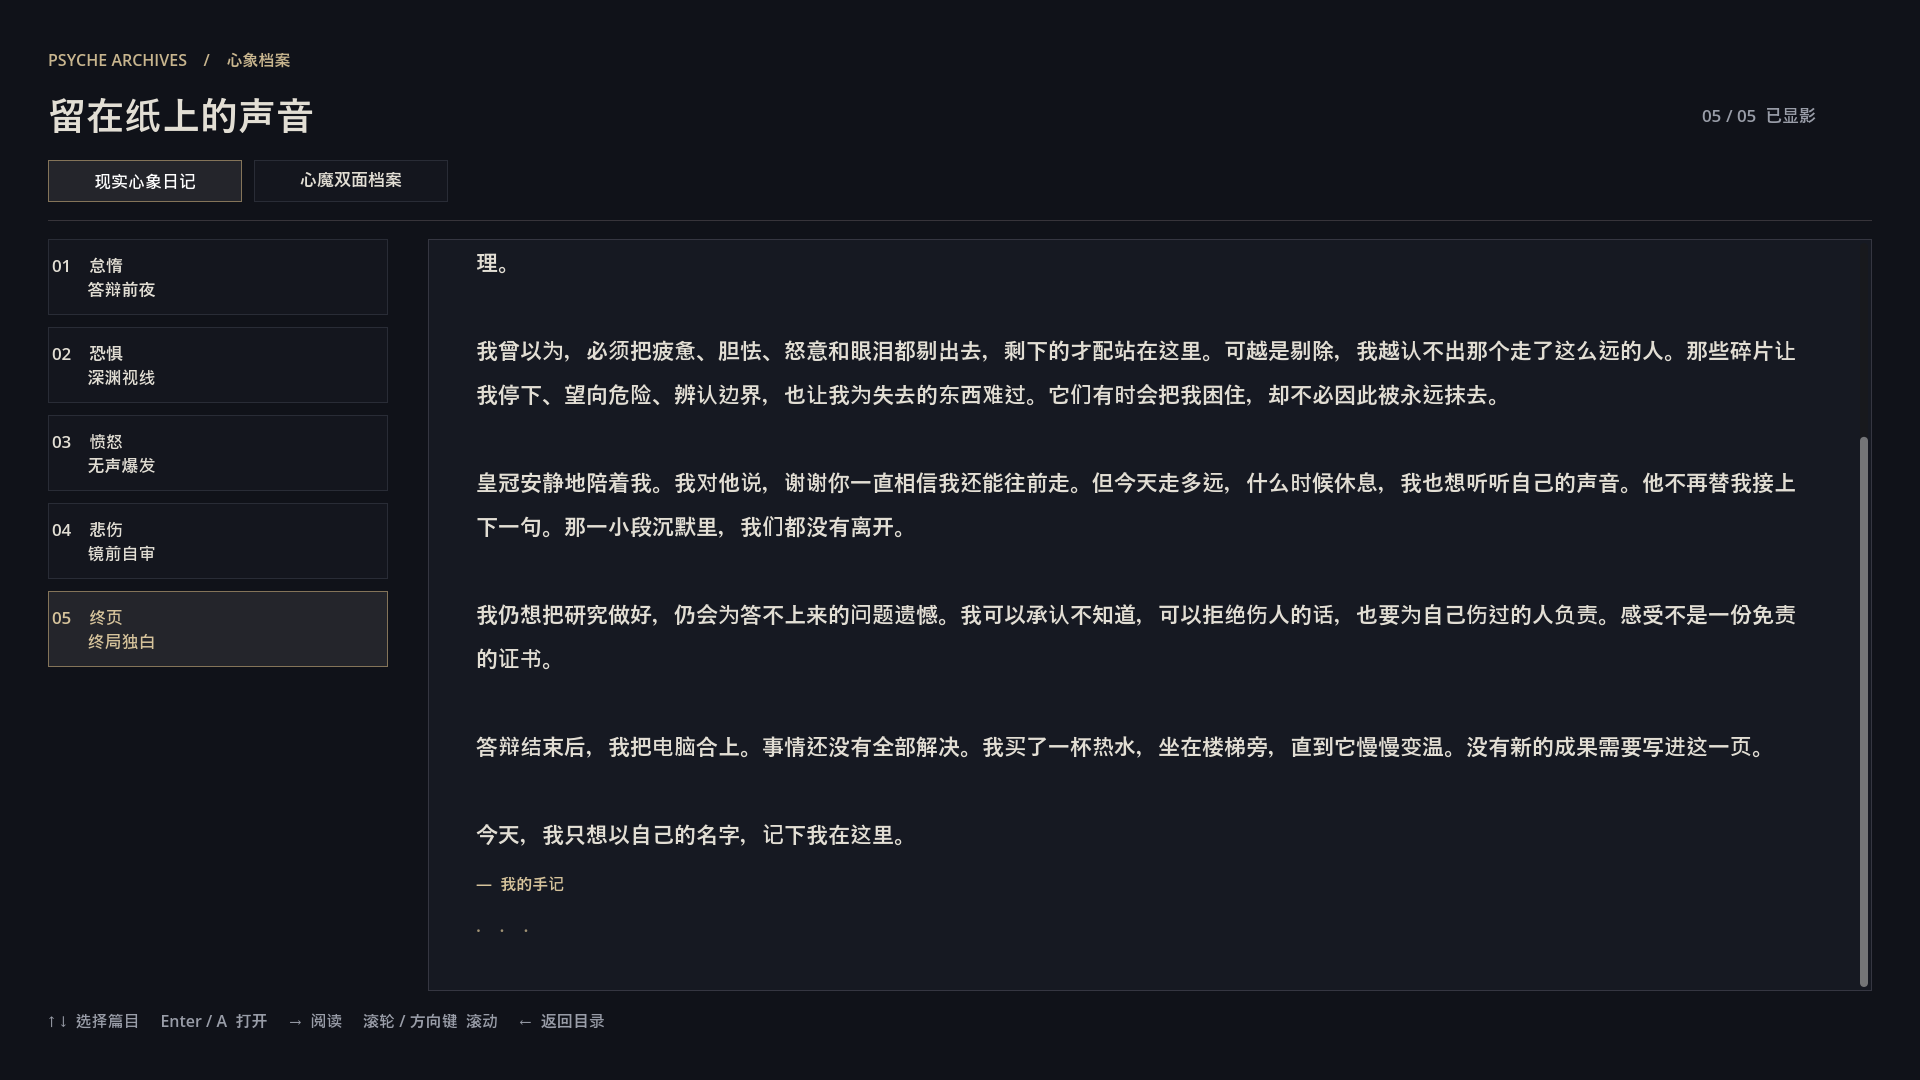 PSYCHE ARCHIVES / 心象档案
留在纸上的声音
05 / 05 已显影
现实心象日记
心魔双面档案
01 怠惰
答辩前夜
02 恐惧
深渊视线
03 愤怒
无声爆发
04 悲伤
镜前自审
05 终页
终局独白
理。
我曾以为，必须把疲惫、胆怯、怒意和眼泪都剔出去，剩下的才配站在这里。可越是剔除，我越认不出那个走了这么远的人。那些碎片让
我停下、望向危险、辨认边界，也让我为失去的东西难过。它们有时会把我困住，却不必因此被永远抹去。
皇冠安静地陪着我。我对他说，谢谢你一直相信我还能往前走。但今天走多远，什么时候休息，我也想听听自己的声音。他不再替我接上
下一句。那一小段沉默里，我们都没有离开。
我仍想把研究做好，仍会为答不上来的问题遗憾。我可以承认不知道，可以拒绝伤人的话，也要为自己伤过的人负责。感受不是一份免责
的证书。
答辩结束后，我把电脑合上。事情还没有全部解决。我买了一杯热水，坐在楼梯旁，直到它慢慢变温。没有新的成果需要写进这一页。
今天，我只想以自己的名字，记下我在这里。
— 我的手记
· · ·
↑↓ 选择篇目 Enter / A 打开 → 阅读 滚轮 / 方向键 滚动 ← 返回目录